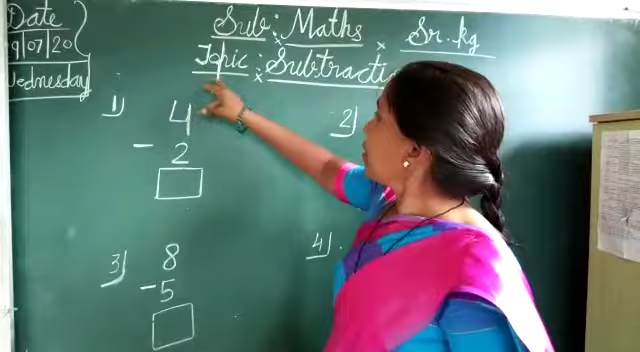 Date
9/07/20
Wednesday
Sub: Maths
Sr. kg
Topic: Subtracti
1)
4
- 2
2)
3)
8
- 5
4)